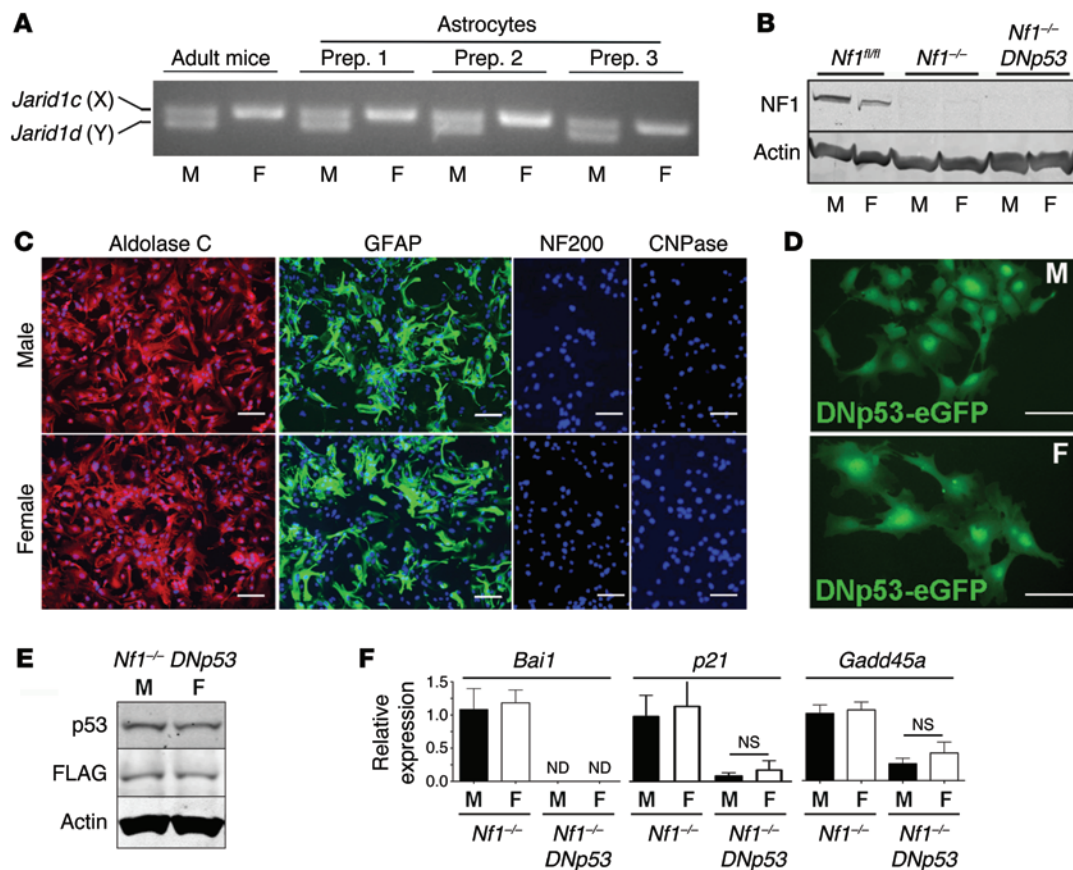 A
Astrocytes
Adult mice Prep. 1 Prep. 2 Prep. 3
Jarid1c (X)
Jarid1d (Y)
M F M F M F M F
B
Nf1fl/fl Nf1–/– Nf1–/– DNp53
NF1
Actin
M F M F M F
C
Aldolase C GFAP NF200 CNPase
Male
Female
D
M
DNp53-eGFP
F
DNp53-eGFP
E
Nf1–/– DNp53
M F
p53
FLAG
Actin
F
Bai1 p21 Gadd45a
Relative
expression
1.5
1.0
0.5
0.0
ND ND NS NS
M F M F M F M F M F M F
Nf1–/– Nf1–/– Nf1–/– Nf1–/– Nf1–/– Nf1–/–
DNp53 DNp53 DNp53